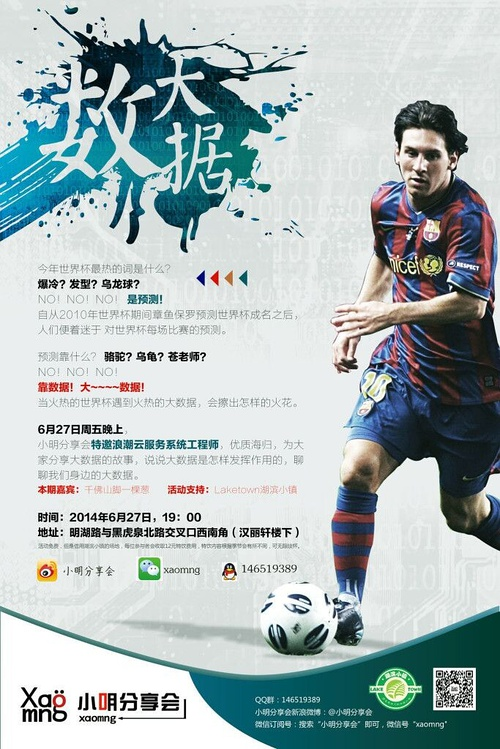 大数据
今年世界杯最热的词是什么？
爆冷？发型？乌龙球？
NO！NO！NO！是预测！
自从2010年世界杯期间章鱼保罗预测世界杯成名之后，
人们便着迷于 对世界杯每场比赛的预测。
预测靠什么？ 骆驼？乌龟？苍老师？
NO！NO！NO！
靠数据！大~~~~数据！
当火热的世界杯遇到火热的大数据，会擦出怎样的火花。
6月27日周五晚上，
小明分享会特邀浪潮云服务系统工程师，优质海归，为大
家分享大数据的故事，说说大数据是怎样发挥作用的，聊
聊我们身边的大数据。
本期嘉宾：千佛山脚一棵葱 活动支持：Laketown湖滨小镇
时间：2014年6月27日，19：00
地址：明湖路与黑虎泉北路交叉口西南角（汉丽轩楼下）
小明分享会 xaomng 146519389
unicef
RESPECT
10
Xao mng 小明分享会
xaomng
LAKE TOWN
QQ群：146519389
小明分享会新浪微博：@小明分享会
微信订阅号：搜索“小明分享会”即可，微信号“xaomng”